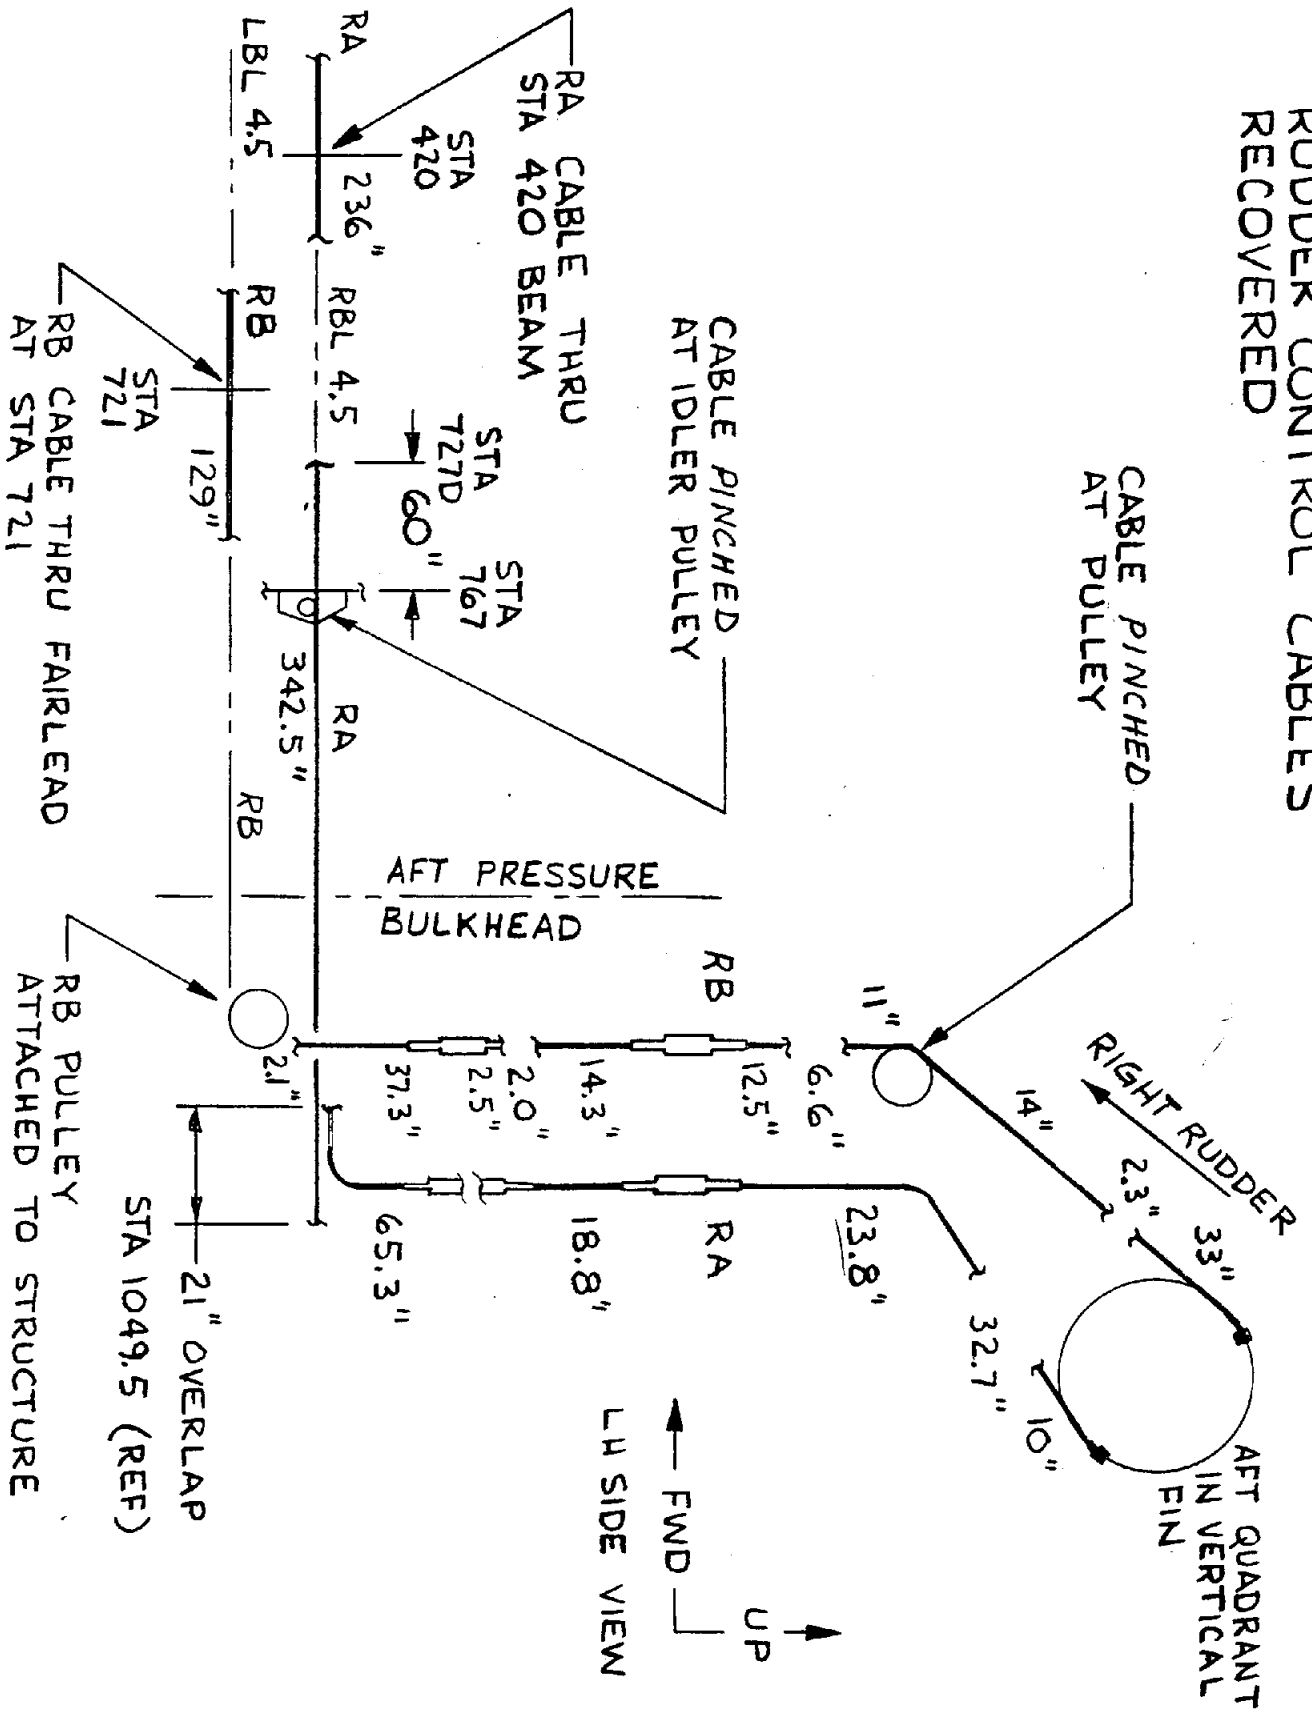 RUDDER CONTROL CABLES
RECOVERED
CABLE PINCHED
AT PULLEY
RIGHT RUDDER
AFT QUADRANT
IN VERTICAL
FIN
33"
2.3"
14"
11"
10"
32.7"
CABLE PINCHED
AT IDLER PULLEY
6.6"
12.5"
14.3"
2.0"
2.5"
37.3"
2.1"
RB
23.8"
RA
18.8"
65.3"
UP
FWD
LH SIDE VIEW
RA CABLE THRU
STA 420 BEAM
AFT PRESSURE
BULKHEAD
STA
420
STA
727D
60"
STA
767
RA
236"
RBL 4.5
RA
342.5"
LBL 4.5
RB
RB
STA
721
129"
21" OVERLAP
STA 1049.5 (REF)
RB CABLE THRU FAIRLEAD
AT STA 721
RB PULLEY
ATTACHED TO STRUCTURE